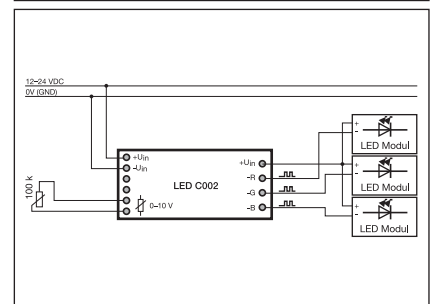 12–24 VDC
0V (GND)
+Uin
-Uin
100 k
0–10 V
LED C002
+Uin
-R
-G
-B
+
-
LED Modul
+
-
LED Modul
+
-
LED Modul